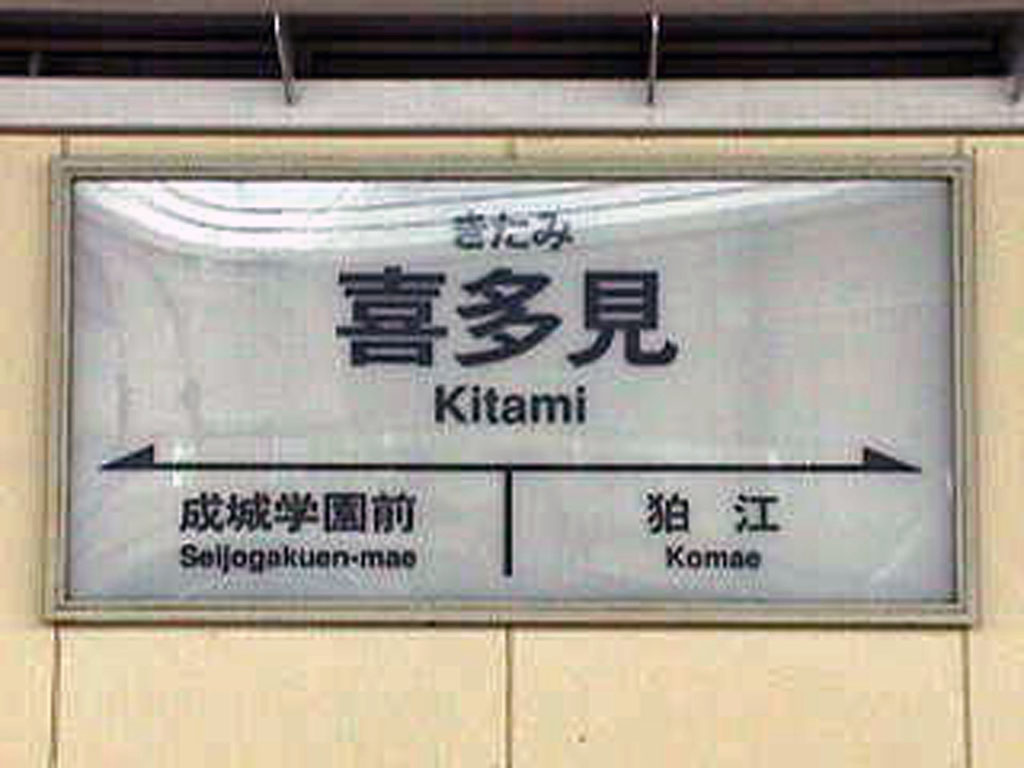 きたみ
喜多見
Kitami
成城学園前
Seijogakuen-mae
狛江
Komae